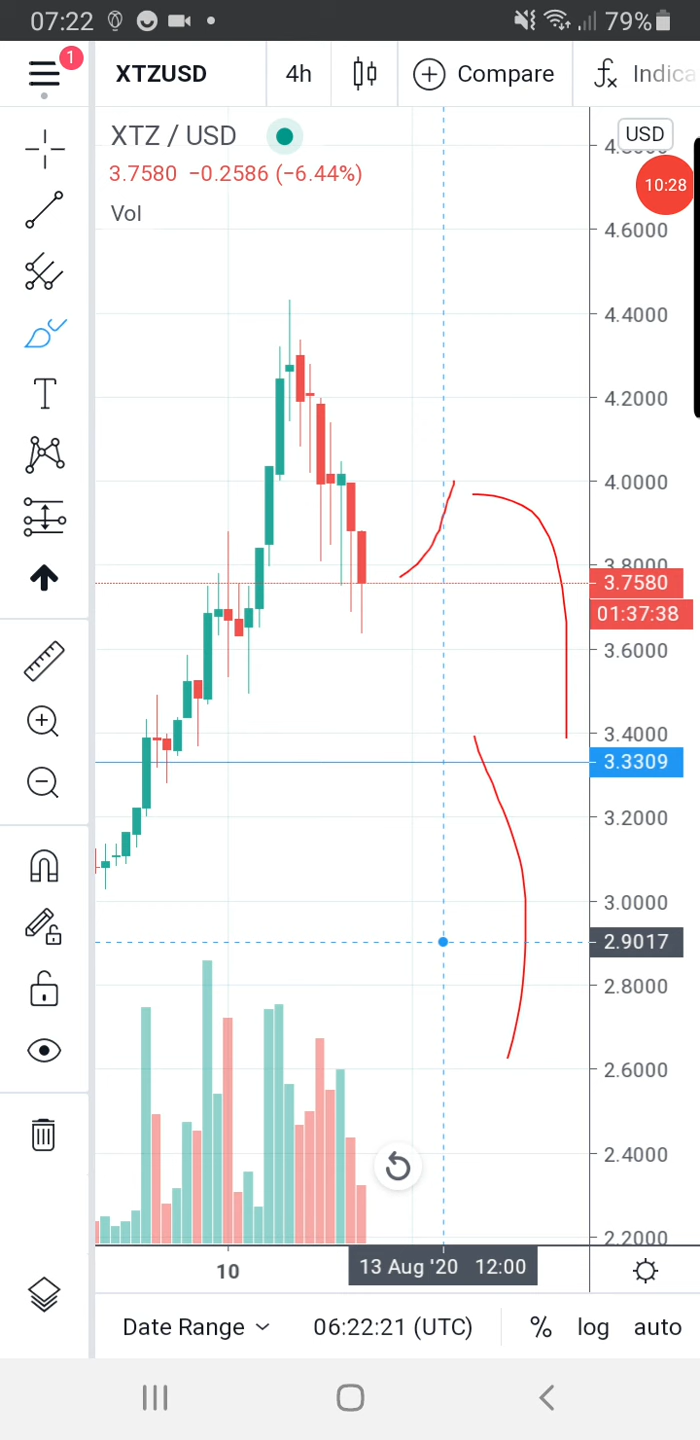 07:22
79%
1
XTZUSD
4h
Compare
Indica
XTZ / USD
USD
3.7580 −0.2586 (−6.44%)
10:28
Vol
4.6000
4.4000
4.2000
4.0000
3.8000
3.7580
01:37:38
3.6000
3.4000
3.3309
3.2000
3.0000
2.9017
2.8000
2.6000
2.4000
2.2000
10
13 Aug '20 12:00
Date Range
06:22:21 (UTC)
%
log
auto